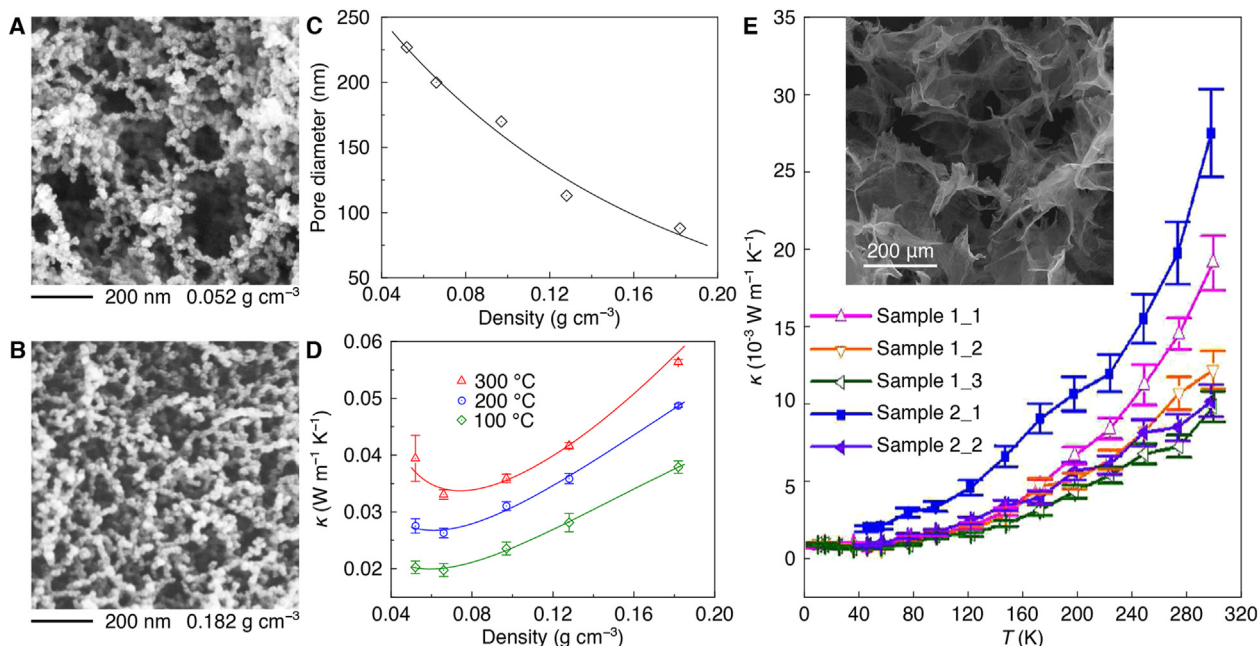 A
200 nm 0.052 g cm⁻³
B
200 nm 0.182 g cm⁻³
C
250
200
150
100
50
Pore diameter (nm)
0.04 0.08 0.12 0.16 0.20
Density (g cm⁻³)
D
0.06
0.05
0.04
0.03
0.02
κ (W m⁻¹ K⁻¹)
300 °C
200 °C
100 °C
0.04 0.08 0.12 0.16 0.20
Density (g cm⁻³)
E
35
30
25
20
15
10
5
0
κ (10⁻³ W m⁻¹ K⁻¹)
200 μm
Sample 1_1
Sample 1_2
Sample 1_3
Sample 2_1
Sample 2_2
0 40 80 120 160 200 240 280 320
T (K)